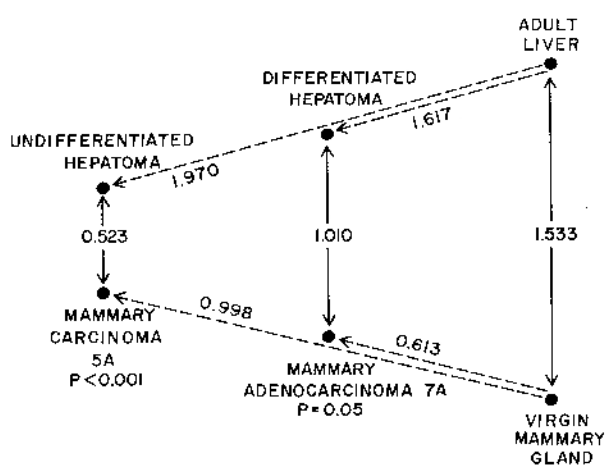 ADULT
LIVER
DIFFERENTIATED
HEPATOMA
1.617
UNDIFFERENTIATED
HEPATOMA
1.970
0.523
1.010
1.533
MAMMARY
CARCINOMA
5A
P<0.001
0.998
0.613
MAMMARY
ADENOCARCINOMA 7A
P=0.05
VIRGIN
MAMMARY
GLAND